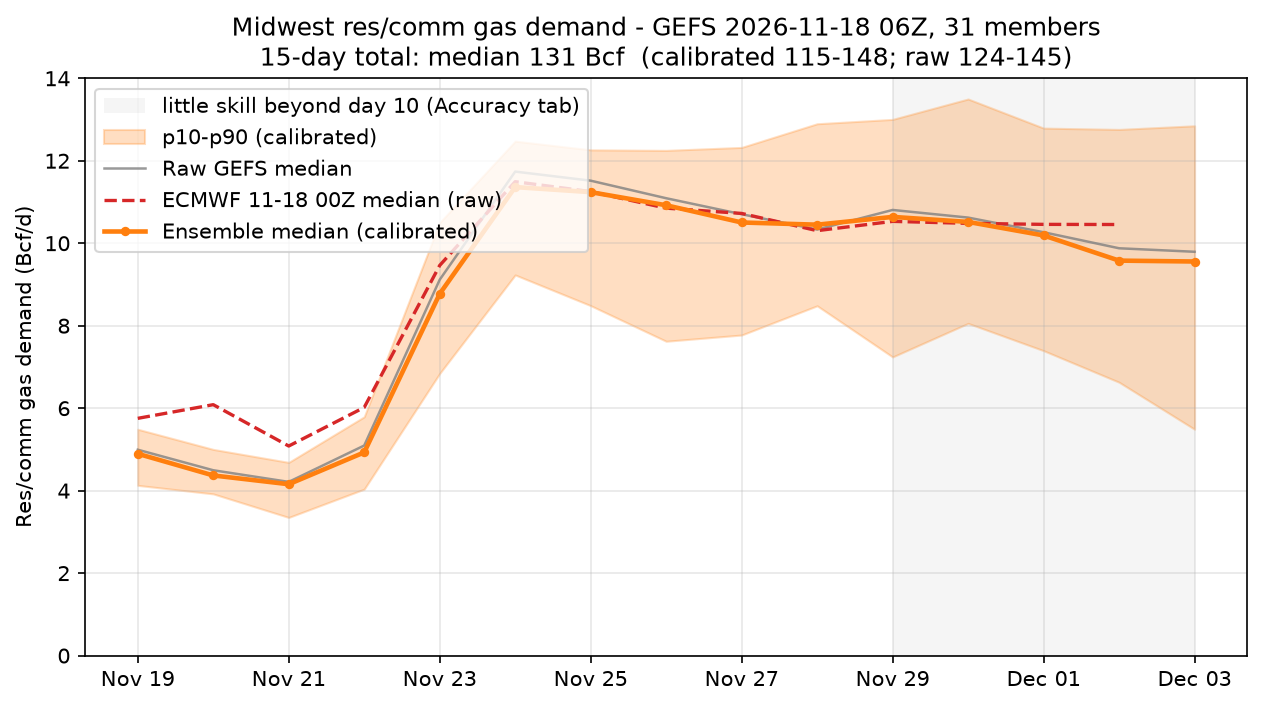 Midwest res/comm gas demand - GEFS 2026-11-18 06Z, 31 members
15-day total: median 131 Bcf  (calibrated 115-148; raw 124-145)
14
12
10
8
6
4
2
0
Res/comm gas demand (Bcf/d)
little skill beyond day 10 (Accuracy tab)
p10-p90 (calibrated)
Raw GEFS median
ECMWF 11-18 00Z median (raw)
Ensemble median (calibrated)
Nov 19
Nov 21
Nov 23
Nov 25
Nov 27
Nov 29
Dec 01
Dec 03